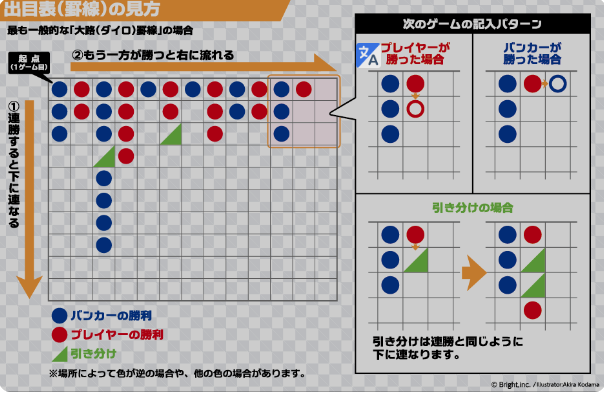 出目表(罫線)の見方
最も一般的な「大路(ダイロ)罫線」の場合
起点
(1ゲーム目)
②もう一方が勝つと右に流れる
①連勝すると下に連なる
バンカーの勝利
プレイヤーの勝利
引き分け
※場所によって色が逆の場合や、他の色の場合があります。
次のゲームの記入パターン
文A
プレイヤーが
勝った場合
バンカーが
勝った場合
引き分けの場合
引き分けは連勝と同じように
下に連なります。
© Bright,inc. /Illustrator:Akira Kodama